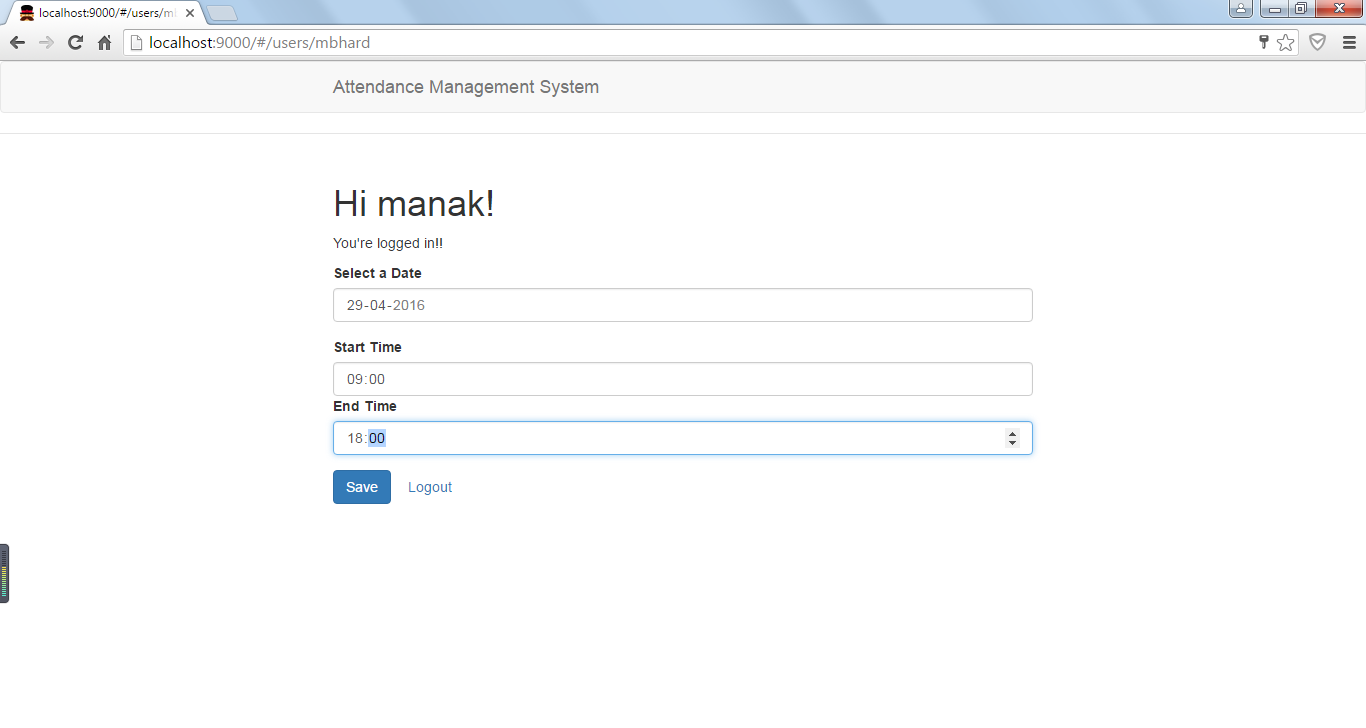 localhost:9000/#/users/m
localhost:9000/#/users/mbhard
Attendance Management System
Hi manak!
You're logged in!!
Select a Date
29-04-2016
Start Time
09:00
End Time
18:00
Save Logout